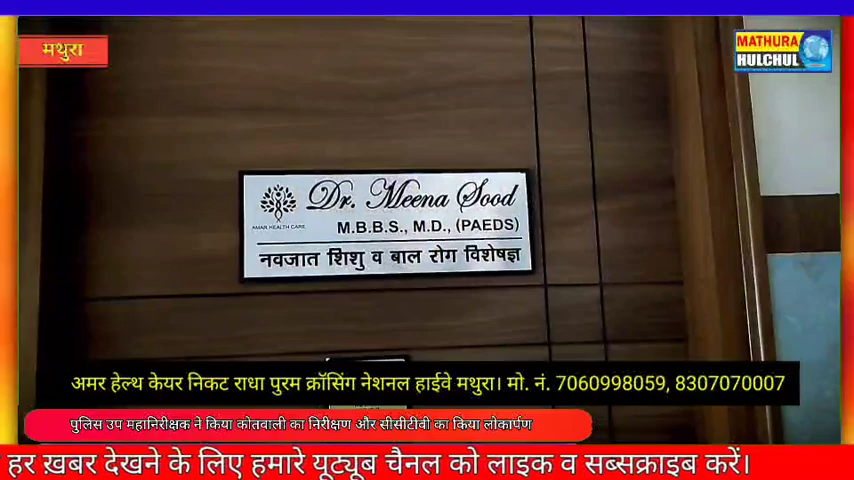 मथुरा
MATHURA
HULCHUL
Dr. Meena Sood
AMAR HEALTH CARE
M.B.B.S., M.D., (PAEDS)
नवजात शिशु व बाल रोग विशेषज्ञ
अमर हेल्थ केयर निकट राधा पुरम क्रॉसिंग नेशनल हाईवे मथुरा। मो. नं. 7060998059, 8307070007
पुलिस उप महानिरीक्षक ने किया कोतवाली का निरीक्षण और सीसीटीवी का किया लोकार्पण
हर ख़बर देखने के लिए हमारे यूट्यूब चैनल को लाइक व सब्सक्राइब करें।